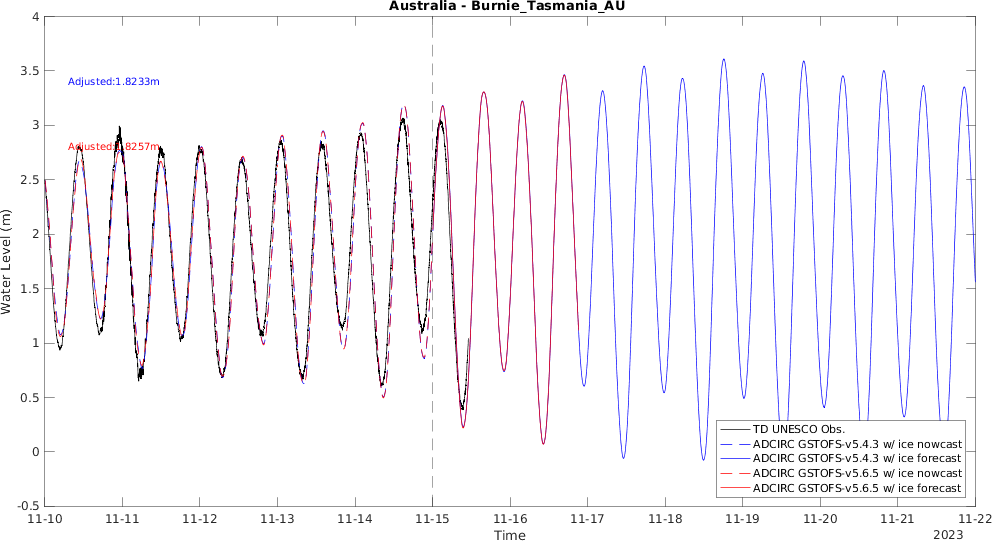 Australia - Burnie_Tasmania_AU
4
3.5
3
2.5
2
1.5
1
0.5
0
-0.5
Water Level (m)
Adjusted:1.8233m
Adjusted:1.8257m
TD UNESCO Obs.
ADCIRC GSTOFS-v5.4.3 w/ ice nowcast
ADCIRC GSTOFS-v5.4.3 w/ ice forecast
ADCIRC GSTOFS-v5.6.5 w/ ice nowcast
ADCIRC GSTOFS-v5.6.5 w/ ice forecast
11-10 11-11 11-12 11-13 11-14 11-15 11-16 11-17 11-18 11-19 11-20 11-21 11-22
Time
2023